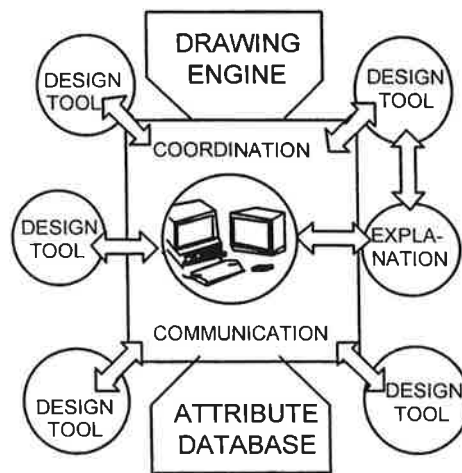 DRAWING
ENGINE
DESIGN
TOOL
DESIGN
TOOL
COORDINATION
DESIGN
TOOL
EXPLA-
NATION
COMMUNICATION
DESIGN
TOOL
DESIGN
TOOL
ATTRIBUTE
DATABASE